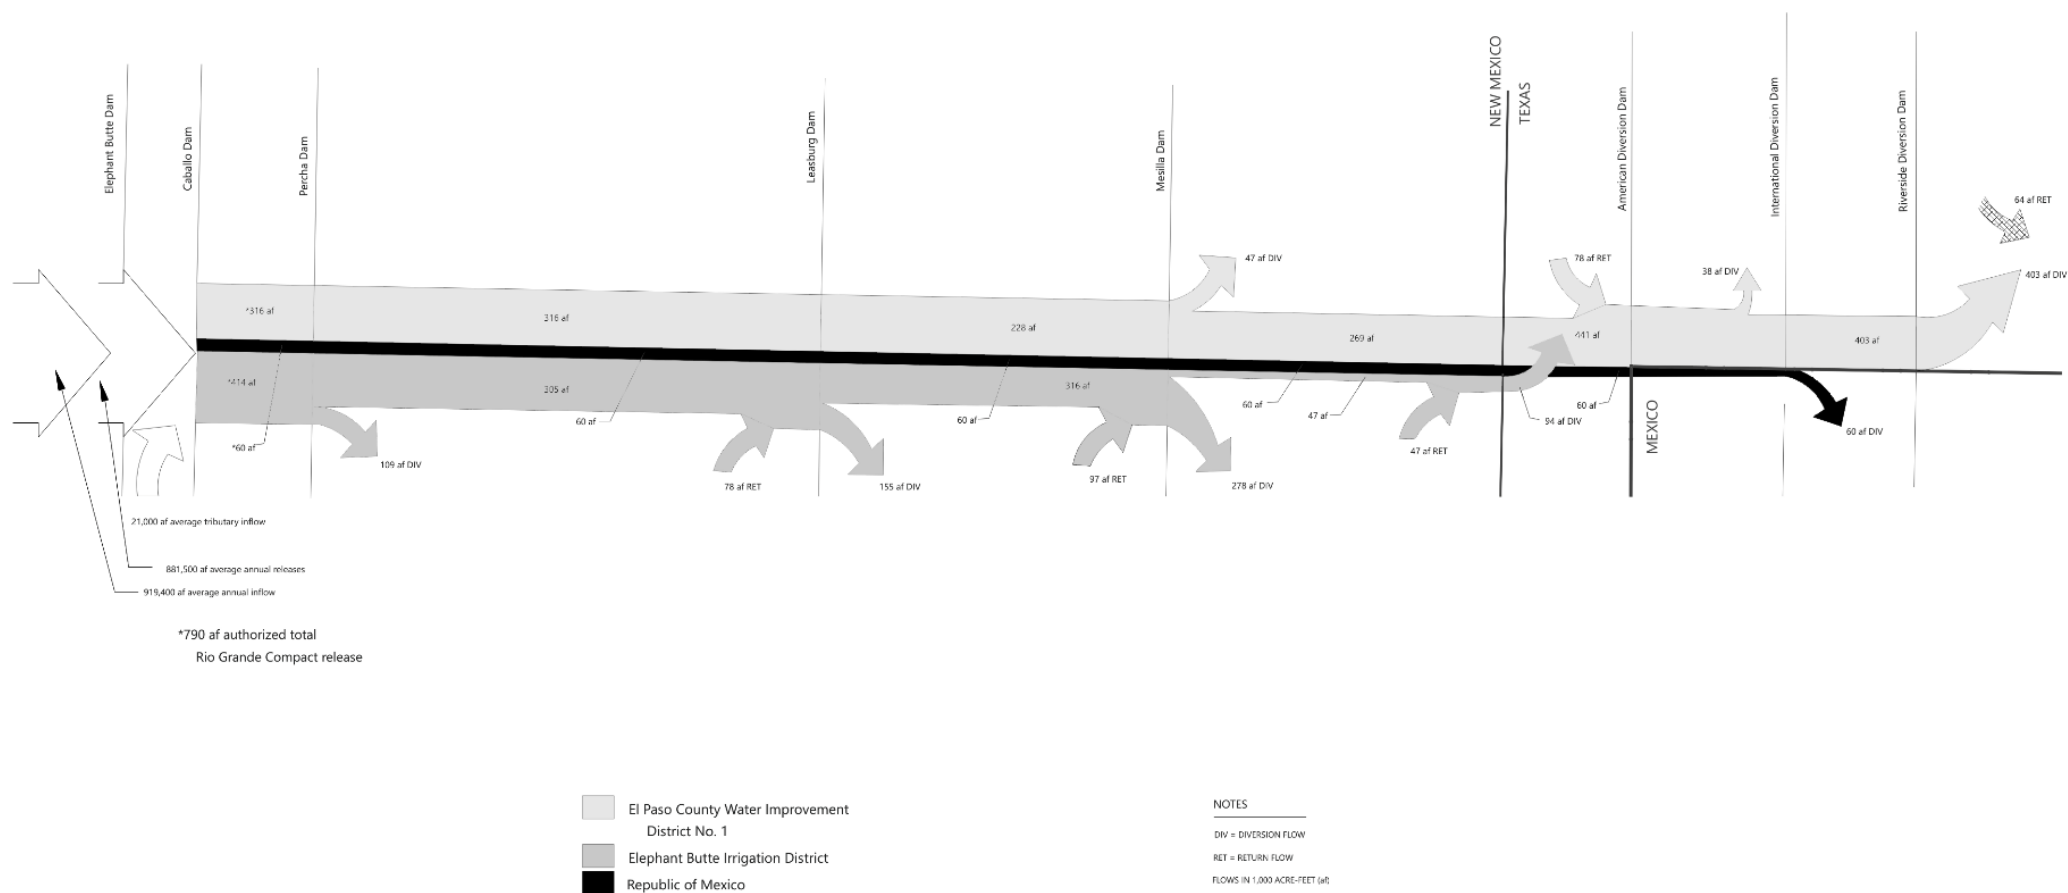 Elephant Butte Dam
Caballo Dam
Percha Dam
Leasburg Dam
Mesilla Dam
NEW MEXICO
TEXAS
American Diversion Dam
International Diversion Dam
Riverside Diversion Dam
64 af RET
47 af DIV
78 af RET
38 af DIV
403 af DIV
*316 af
316 af
228 af
269 af
441 af
403 af
*414 af
305 af
316 af
*60 af
60 af
60 af
60 af
47 af
94 af DIV
60 af
MEXICO
60 af DIV
109 af DIV
78 af RET
155 af DIV
97 af RET
278 af DIV
47 af RET
21,000 af average tributary inflow
881,500 af average annual releases
919,400 af average annual inflow
*790 af authorized total
Rio Grande Compact release
El Paso County Water Improvement
District No. 1
Elephant Butte Irrigation District
Republic of Mexico
NOTES
DIV = DIVERSION FLOW
RET = RETURN FLOW
FLOWS IN 1,000 ACRE-FEET (af)